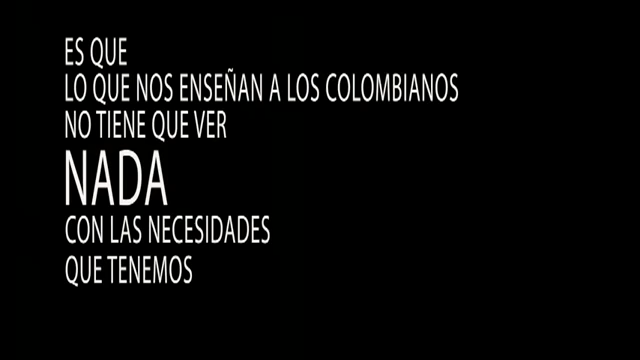 ES QUE
LO QUE NOS ENSEÑAN A LOS COLOMBIANOS
NO TIENE QUE VER
NADA
CON LAS NECESIDADES
QUE TENEMOS